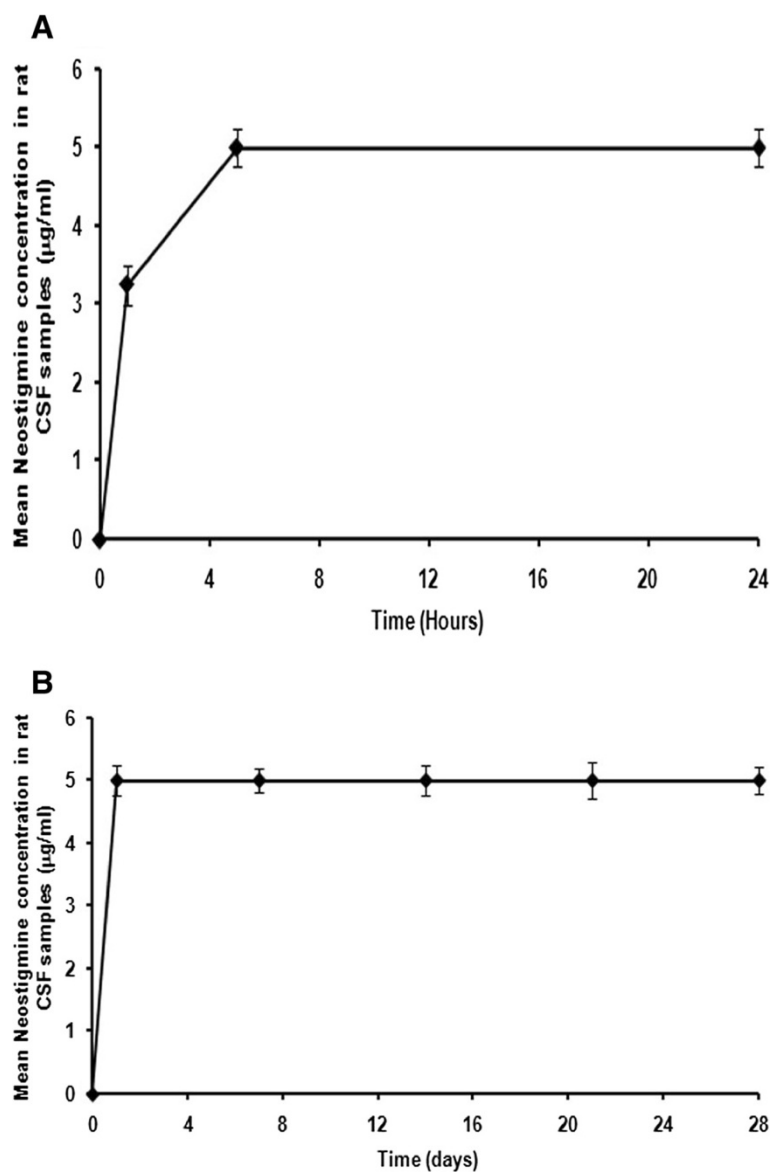 A
Mean Neostigmine concentration in rat
CSF samples (µg/ml)
6
5
4
3
2
1
0
0 4 8 12 16 20 24
Time (Hours)
B
Mean Neostigmine concentration in rat
CSF samples (µg/ml)
6
5
4
3
2
1
0
0 4 8 12 16 20 24 28
Time (days)